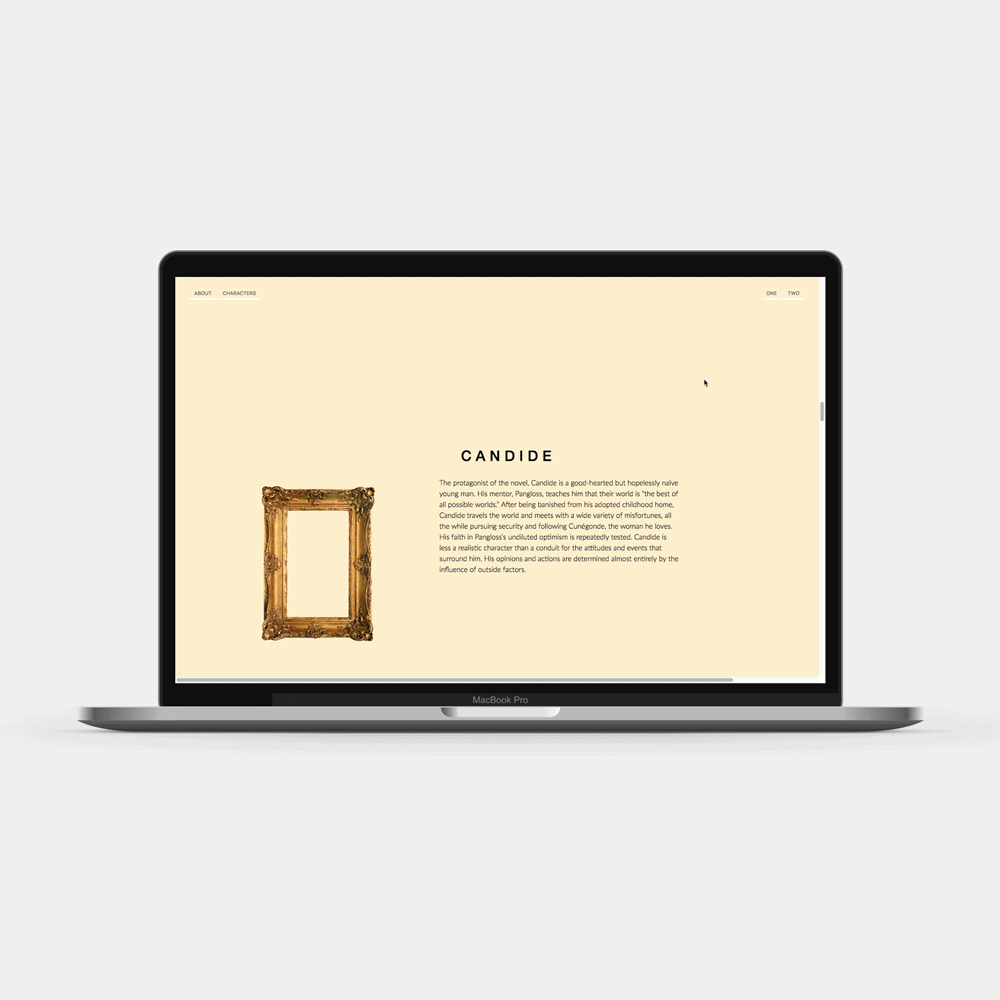 ABOUT CHARACTERS ONE TWO
CANDIDE
The protagonist of the novel, Candide is a good-hearted but hopelessly naïve
young man. His mentor, Pangloss, teaches him that their world is "the best of
all possible worlds." After being banished from his adopted childhood home,
Candide travels the world and meets with a wide variety of misfortunes, all
the while pursuing security and following Cunégonde, the woman he loves.
His faith in Pangloss's undiluted optimism is repeatedly tested. Candide is
less a realistic character than a conduit for the attitudes and events that
surround him. His opinions and actions are determined almost entirely by the
influence of outside factors.
MacBook Pro